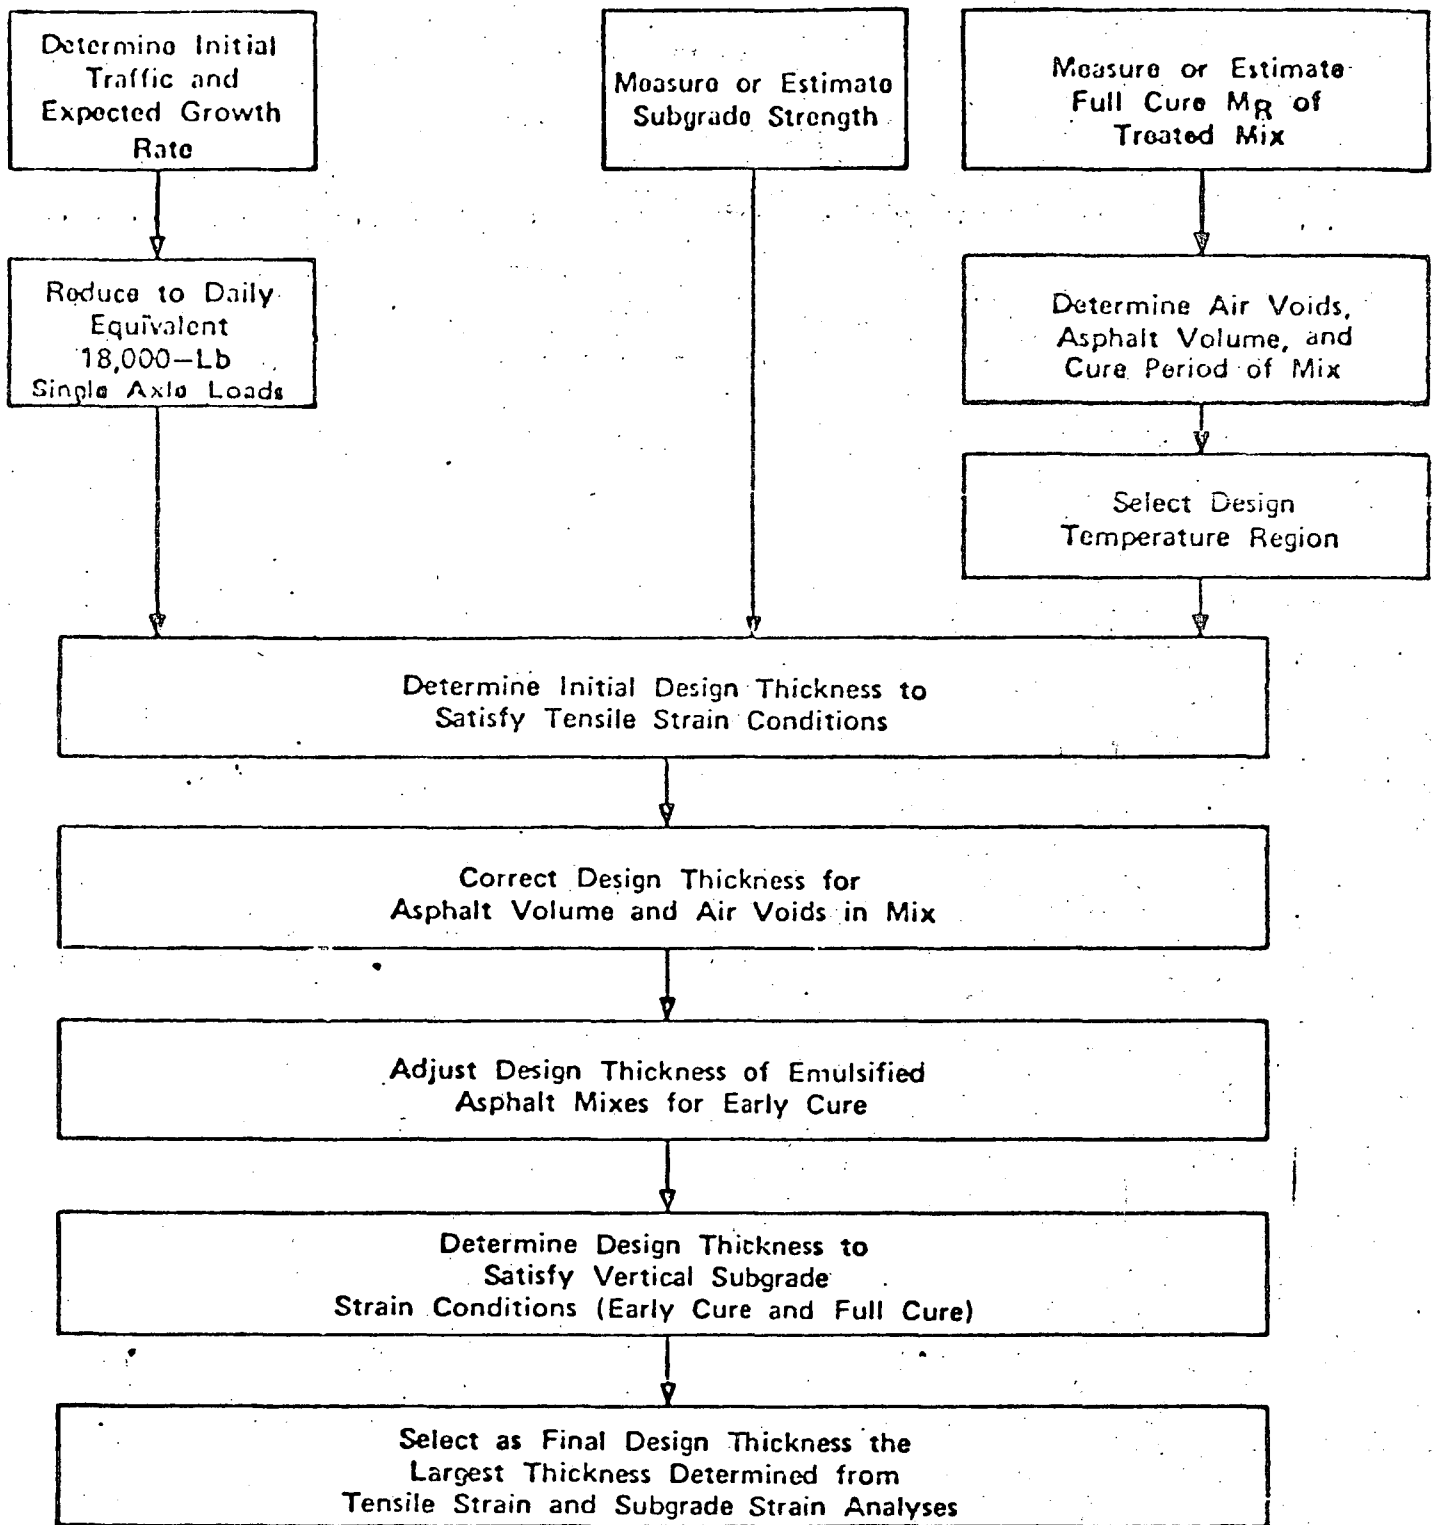 Determine Initial
Traffic and
Expected Growth
Rate
Measure or Estimate
Subgrade Strength
Measure or Estimate
Full Cure MR of
Treated Mix
Reduce to Daily
Equivalent
18,000-Lb
Single Axle Loads
Determine Air Voids,
Asphalt Volume, and
Cure Period of Mix
Select Design
Temperature Region
Determine Initial Design Thickness to
Satisfy Tensile Strain Conditions
Correct Design Thickness for
Asphalt Volume and Air Voids in Mix
Adjust Design Thickness of Emulsified
Asphalt Mixes for Early Cure
Determine Design Thickness to
Satisfy Vertical Subgrade
Strain Conditions (Early Cure and Full Cure)
Select as Final Design Thickness the
Largest Thickness Determined from
Tensile Strain and Subgrade Strain Analyses